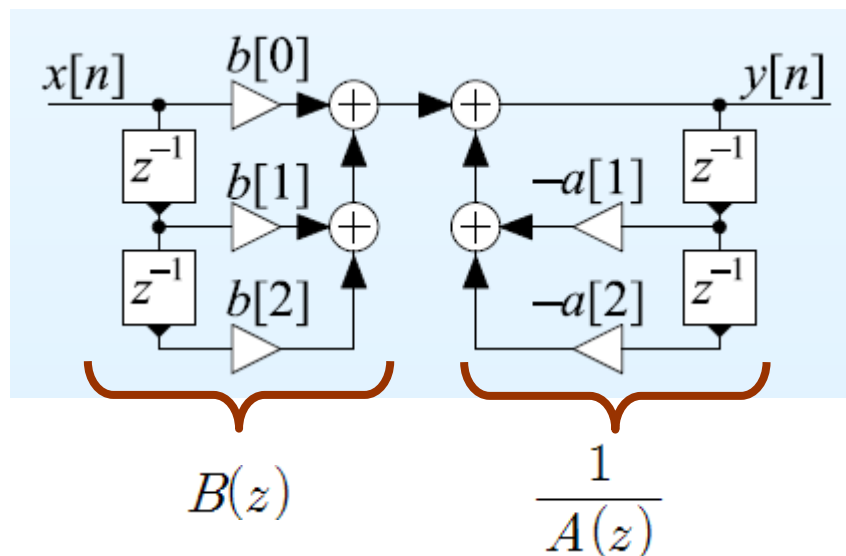 x[n] b[0] y[n]
z⁻¹ b[1] −a[1] z⁻¹
z⁻¹ b[2] −a[2] z⁻¹
B(z)
1
A(z)